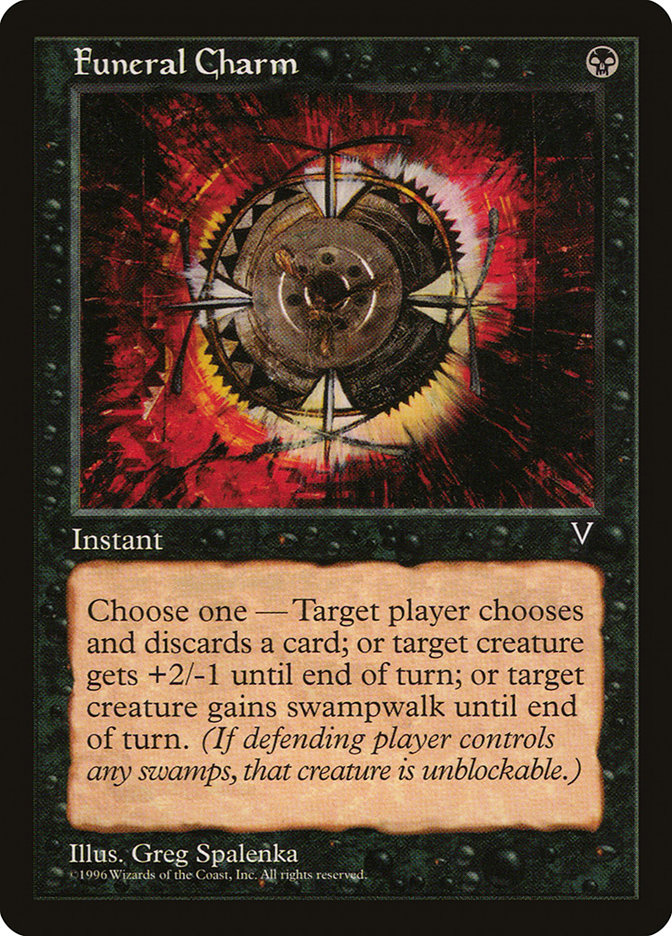 Funeral Charm
Instant
V
Choose one — Target player chooses
and discards a card; or target creature
gets +2/-1 until end of turn; or target
creature gains swampwalk until end
of turn. (If defending player controls
any swamps, that creature is unblockable.)
Illus. Greg Spalenka
©1996 Wizards of the Coast, Inc. All rights reserved.